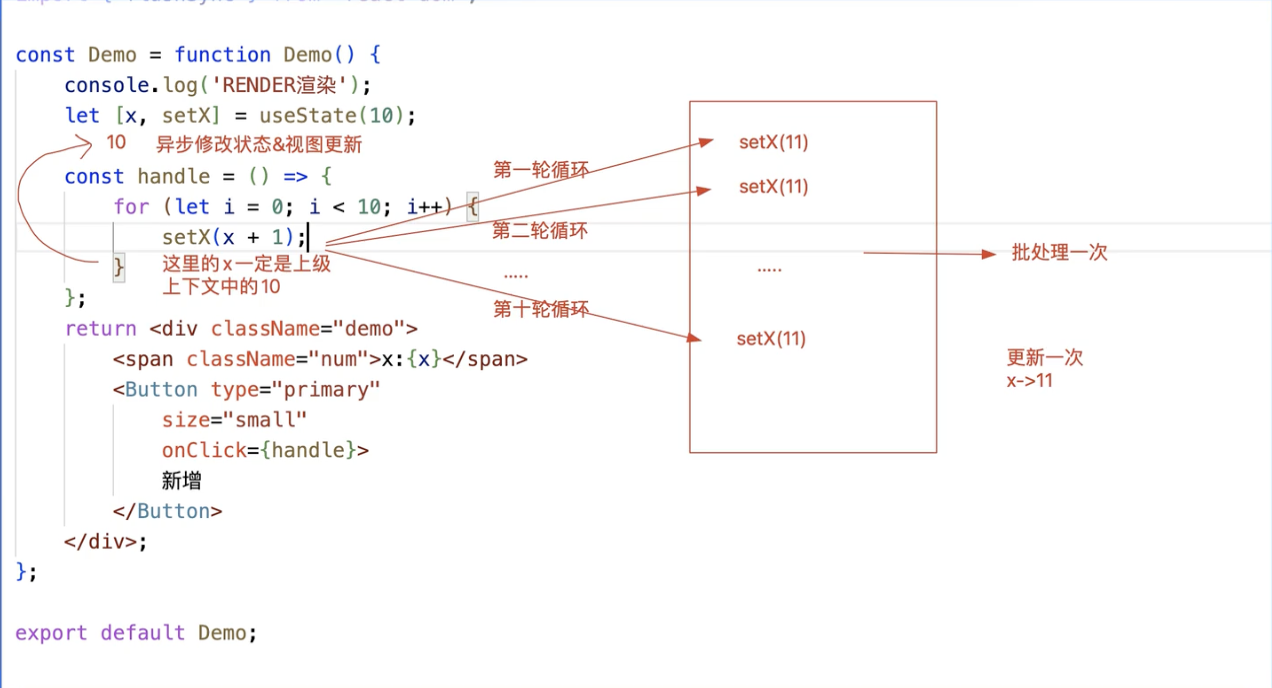 const Demo = function Demo() {
console.log('RENDER渲染');
let [x, setX] = useState(10);
10 异步修改状态&视图更新
const handle = () => {
for (let i = 0; i < 10; i++) {
setX(x + 1);
这里的x一定是上级
上下文中的10
}
};
return <div className="demo">
<span className="num">x:{x}</span>
<Button type="primary"
size="small"
onClick={handle}>
新增
</Button>
</div>;
};
export default Demo;
第一轮循环
第二轮循环
.....
第十轮循环
setX(11)
setX(11)
.....
setX(11)
批处理一次
更新一次
x->11